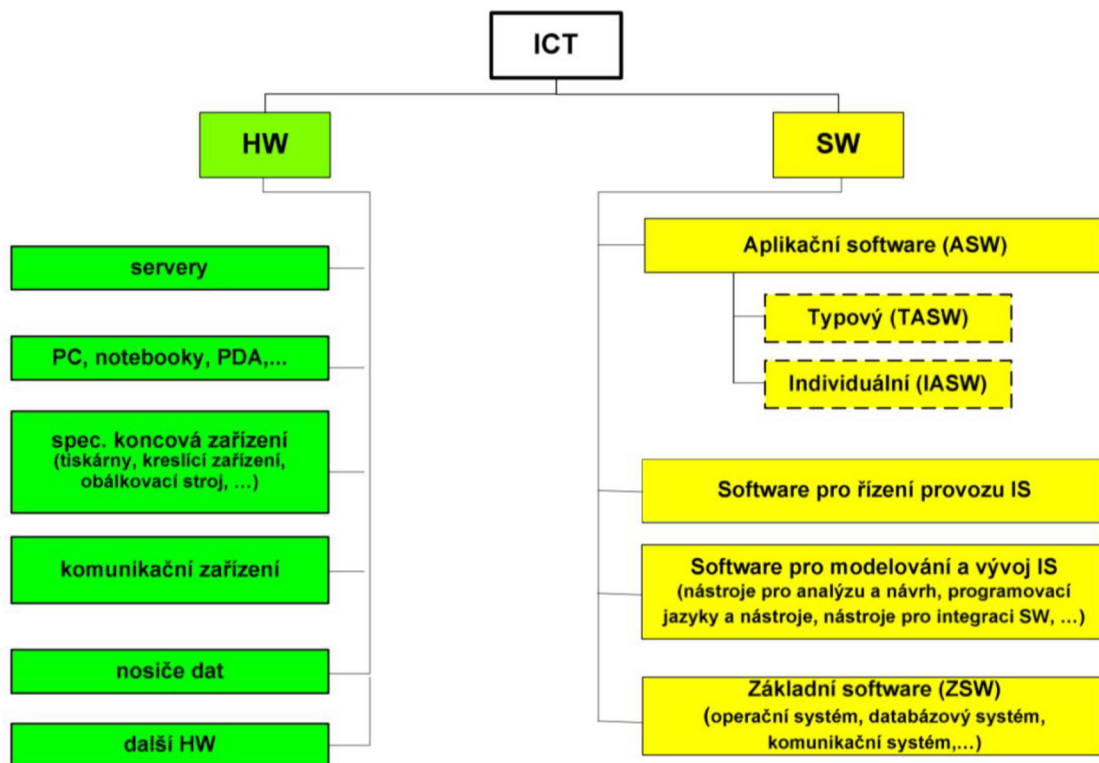 ICT
HW
servery
PC, notebooky, PDA,...
spec. koncová zařízení
(tiskárny, kreslící zařízení,
obálkovací stroj, ...)
komunikační zařízení
nosiče dat
další HW
SW
Aplikační software (ASW)
Typový (TASW)
Individuální (IASW)
Software pro řízení provozu IS
Software pro modelování a vývoj IS
(nástroje pro analýzu a návrh, programovací
jazyky a nástroje, nástroje pro integraci SW, ...)
Základní software (ZSW)
(operační systém, databázový systém,
komunikační systém,...)